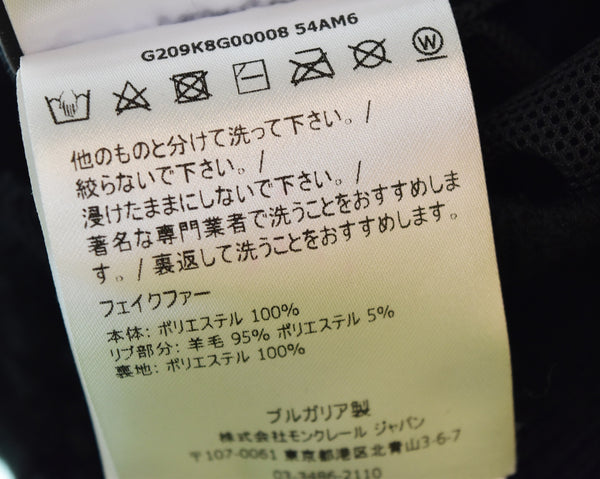 G209K8G00008 54AM6
W
他のものと分けて洗って下さい。/
絞らないで下さい。/
浸けたままにしないで下さい。/
著名な専門業者で洗うことをおすすめしま
す。/ 裏返して洗うことをおすすめします。
フェイクファー
本体: ポリエステル 100%
リブ部分: 羊毛 95% ポリエステル 5%
裏地: ポリエステル 100%
ブルガリア製
株式会社モンクレール ジャパン
〒107-0061 東京都港区北青山3-6-7
03-3486-2110